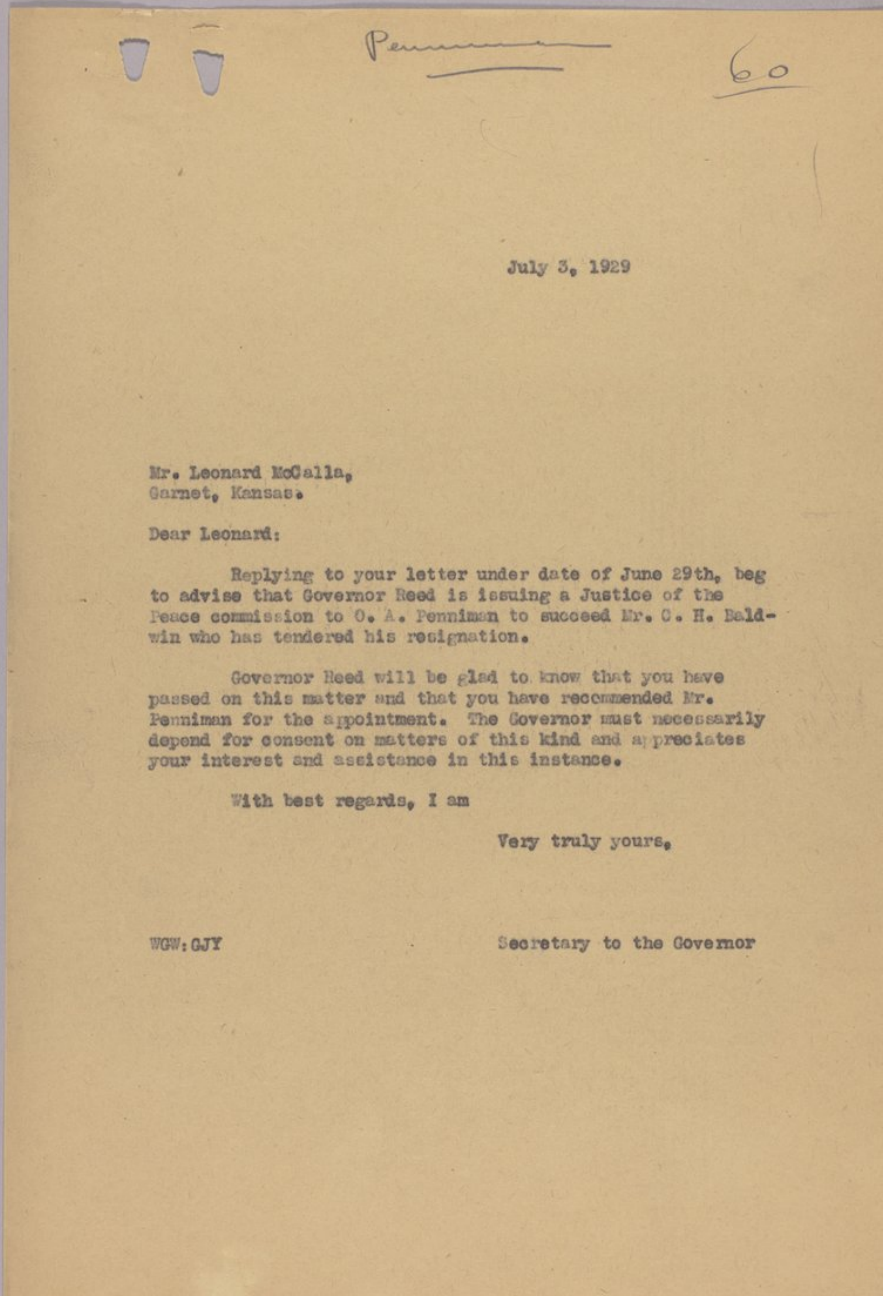 Penniman
60
July 3, 1929
Mr. Leonard McCalla,
Garnet, Kansas.
Dear Leonard:
Replying to your letter under date of June 29th, beg
to advise that Governor Reed is issuing a Justice of the
Peace commission to O. A. Penniman to succeed Mr. C. H. Bald-
win who has tendered his resignation.
Governor Reed will be glad to know that you have
passed on this matter and that you have recommended Mr.
Penniman for the appointment. The Governor must necessarily
depend for consent on matters of this kind and appreciates
your interest and assistance in this instance.
With best regards, I am
Very truly yours,
WGW:GJY
Secretary to the Governor